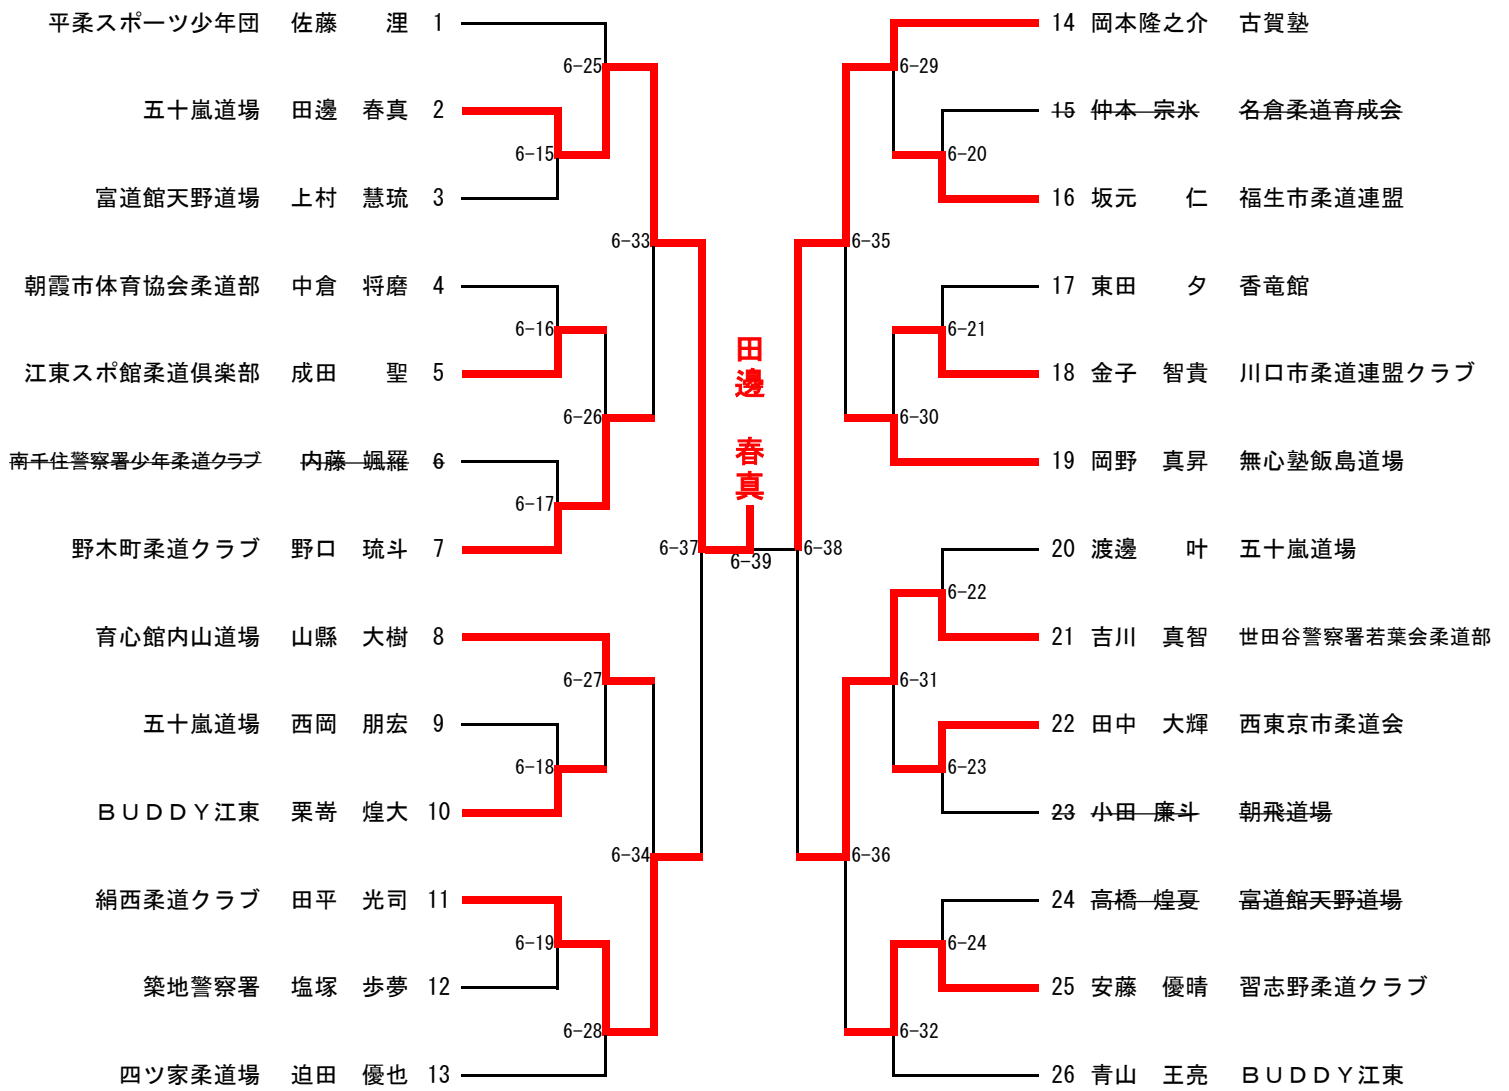 平柔スポーツ少年団 佐藤 浬 1
五十嵐道場 田邊 春真 2
富道館天野道場 上村 慧琉 3
朝霞市体育協会柔道部 中倉 将磨 4
江東スポ館柔道倶楽部 成田 聖 5
南千住警察署少年柔道クラブ 内藤 颯羅 6
野木町柔道クラブ 野口 琉斗 7
育心館内山道場 山縣 大樹 8
五十嵐道場 西岡 朋宏 9
BUDDY江東 栗嵜 煌大 10
絹西柔道クラブ 田平 光司 11
築地警察署 塩塚 歩夢 12
四ツ家柔道場 迫田 優也 13
6-25
6-15
6-33
6-16
6-26
6-17
6-37
6-27
6-18
6-34
6-19
6-28
田邊 春真
6-39
6-29
6-20
6-35
6-21
6-30
6-38
6-22
6-31
6-23
6-36
6-24
6-32
14 岡本隆之介 古賀塾
15 仲本 宗氷 名倉柔道育成会
16 坂元 仁 福生市柔道連盟
17 東田 夕 香竜館
18 金子 智貴 川口市柔道連盟クラブ
19 岡野 真昇 無心塾飯島道場
20 渡邊 叶 五十嵐道場
21 吉川 真智 世田谷警察署若葉会柔道部
22 田中 大輝 西東京市柔道会
23 小田 廉斗 朝飛道場
24 高橋 煌夏 富道館天野道場
25 安藤 優晴 習志野柔道クラブ
26 青山 王亮 BUDDY江東